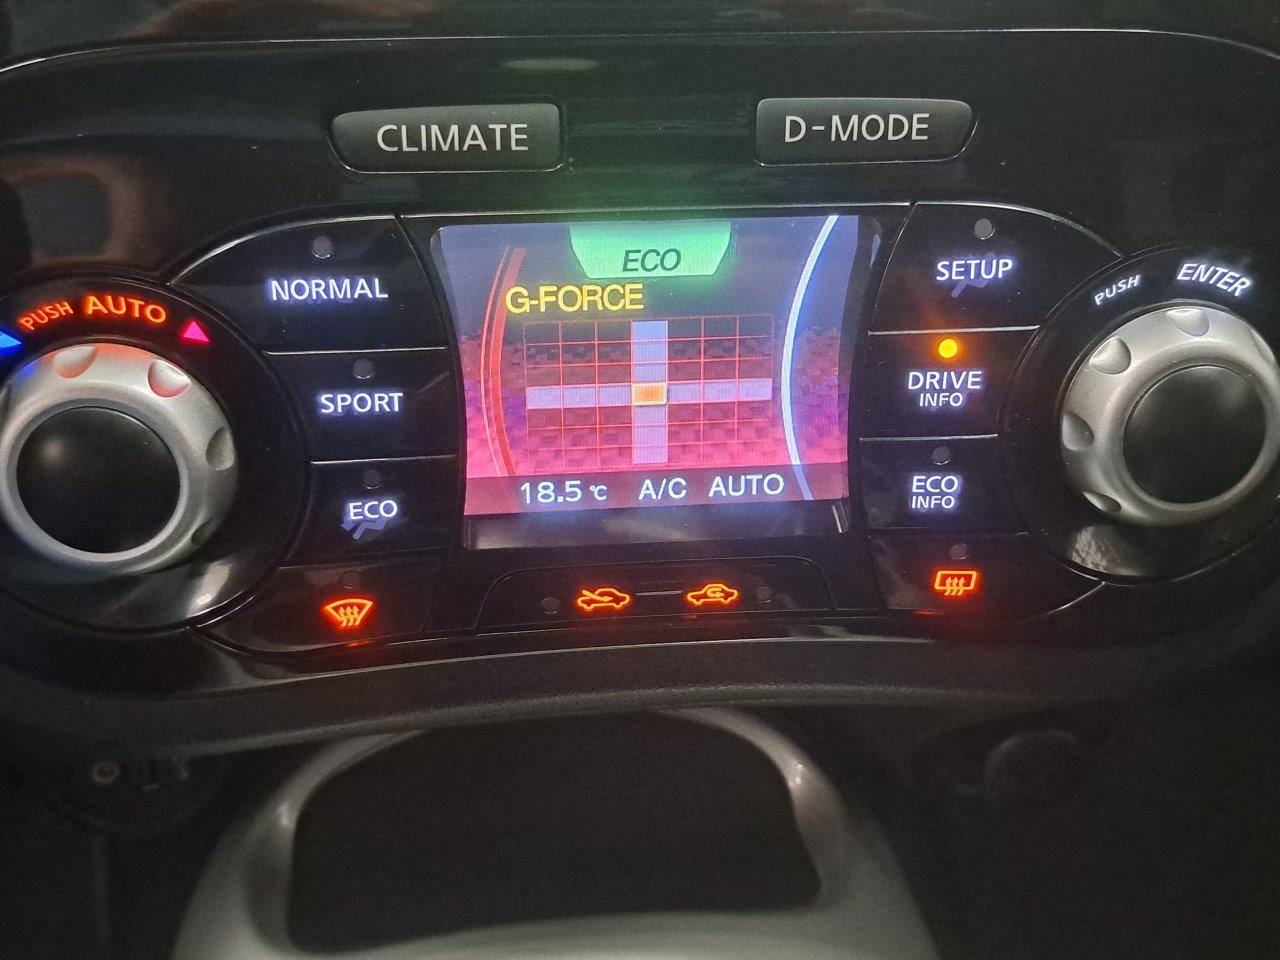 CLIMATE
D-MODE
PUSH AUTO
NORMAL
SPORT
ECO
ECO
G-FORCE
18.5 °C A/C AUTO
SETUP
DRIVE
INFO
ECO
INFO
PUSH ENTER